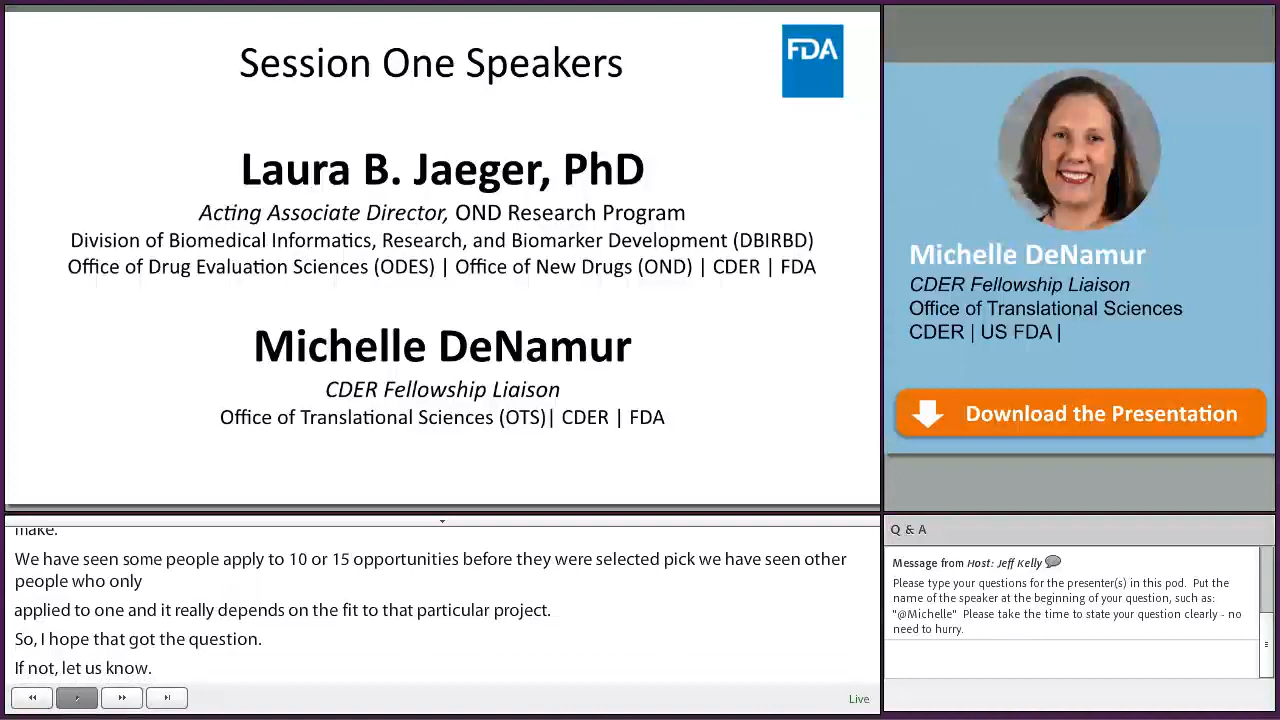 Session One Speakers
FDA
Laura B. Jaeger, PhD
Acting Associate Director, OND Research Program
Division of Biomedical Informatics, Research, and Biomarker Development (DBIRBD)
Office of Drug Evaluation Sciences (ODES) | Office of New Drugs (OND) | CDER | FDA
Michelle DeNamur
CDER Fellowship Liaison
Office of Translational Sciences (OTS)| CDER | FDA
Michelle DeNamur
CDER Fellowship Liaison
Office of Translational Sciences
CDER | US FDA |
Download the Presentation
make.
We have seen some people apply to 10 or 15 opportunities before they were selected pick we have seen other
people who only
applied to one and it really depends on the fit to that particular project.
So, I hope that got the question.
If not, let us know.
Live
Q & A
Message from Host: Jeff Kelly
Please type your questions for the presenter(s) in this pod. Put the
name of the speaker at the beginning of your question, such as:
"@Michelle" Please take the time to state your question clearly - no
need to hurry.